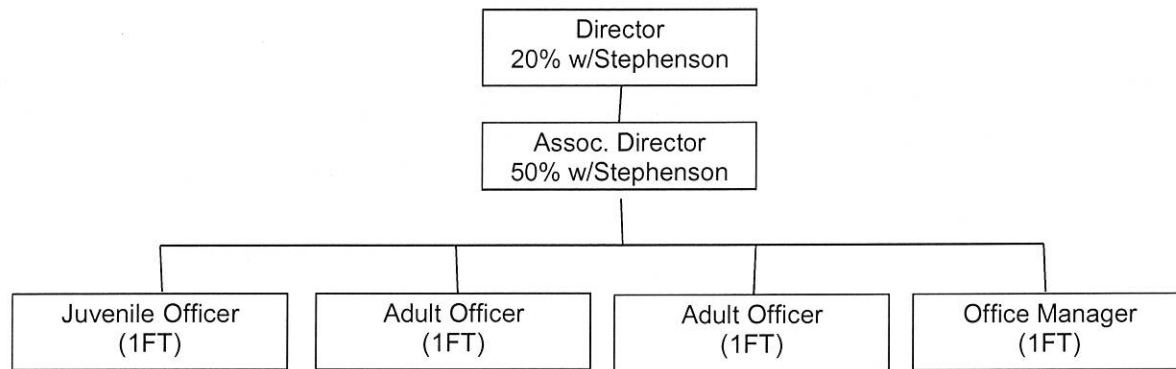 Director
20% w/Stephenson
Assoc. Director
50% w/Stephenson
Juvenile Officer
(1FT)
Adult Officer
(1FT)
Adult Officer
(1FT)
Office Manager
(1FT)